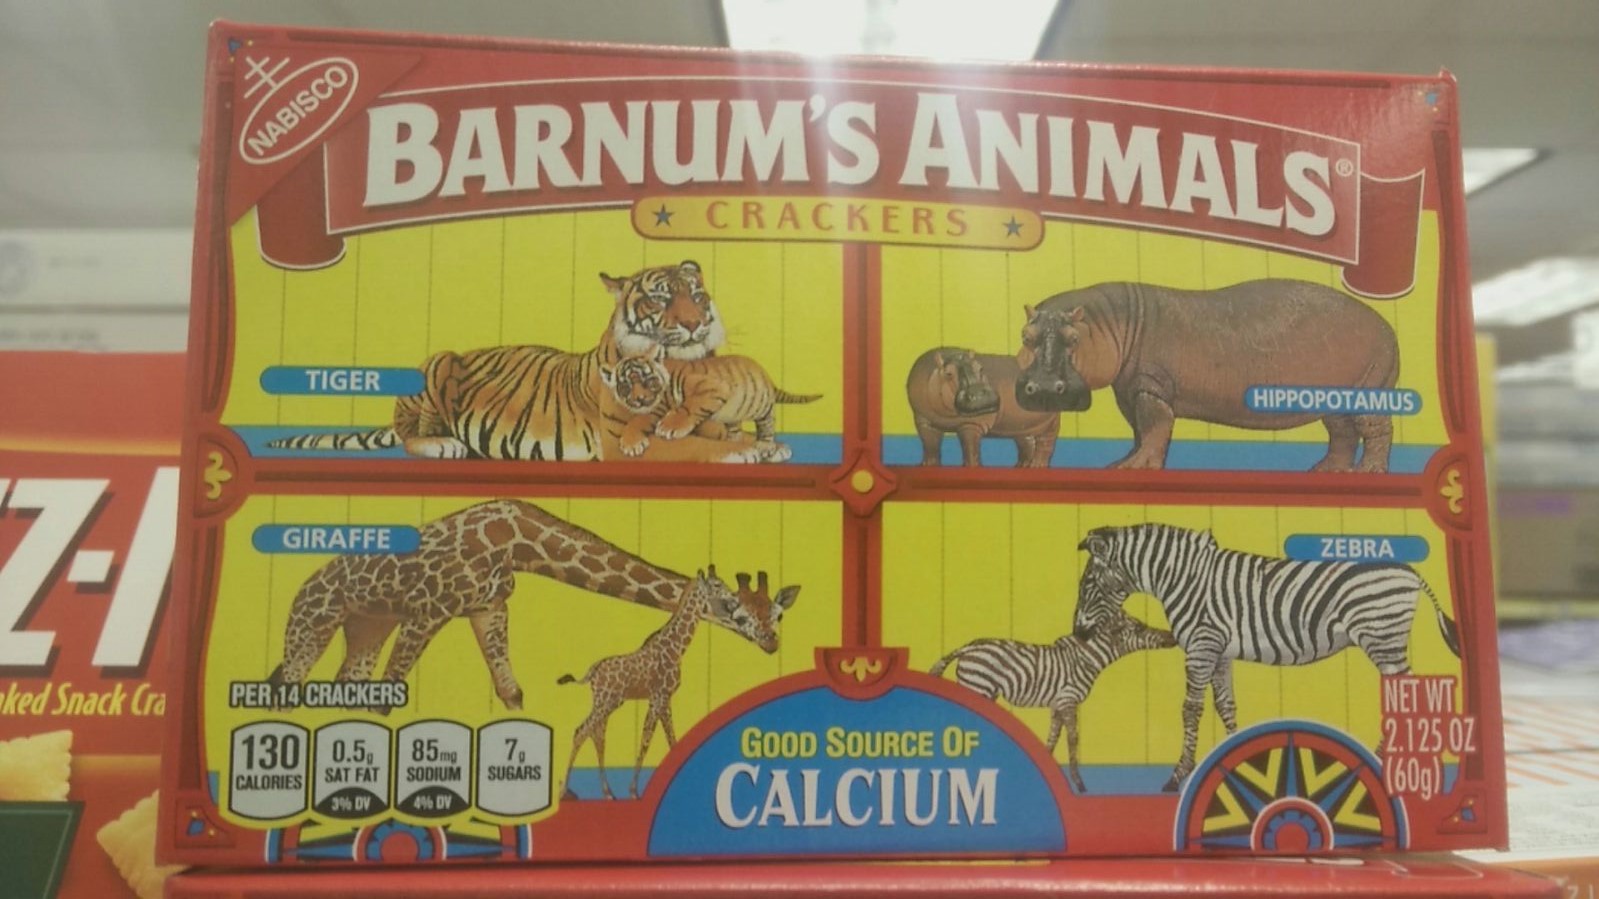 NABISCO
BARNUM'S ANIMALS®
CRACKERS
TIGER
HIPPOPOTAMUS
GIRAFFE
ZEBRA
PER 14 CRACKERS
130
CALORIES
0.5g
SAT FAT
3% DV
85mg
SODIUM
4% DV
7g
SUGARS
GOOD SOURCE OF
CALCIUM
NET WT
2.125 OZ
(60g)
Z-I
ked Snack Cra